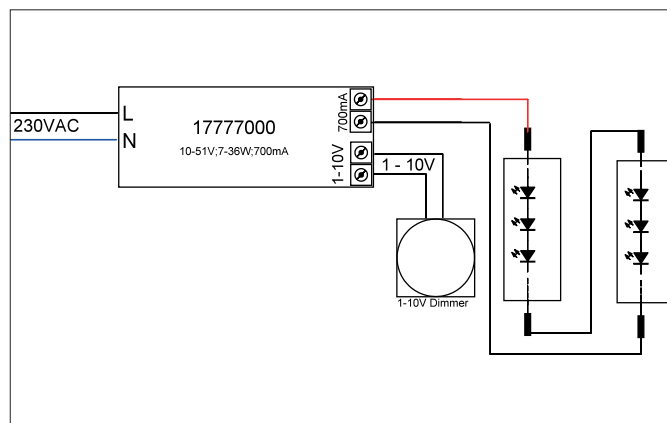 230VAC
L
N
17777000
10-51V;7-36W;700mA
700mA
1-10V
1 - 10V
1-10V Dimmer